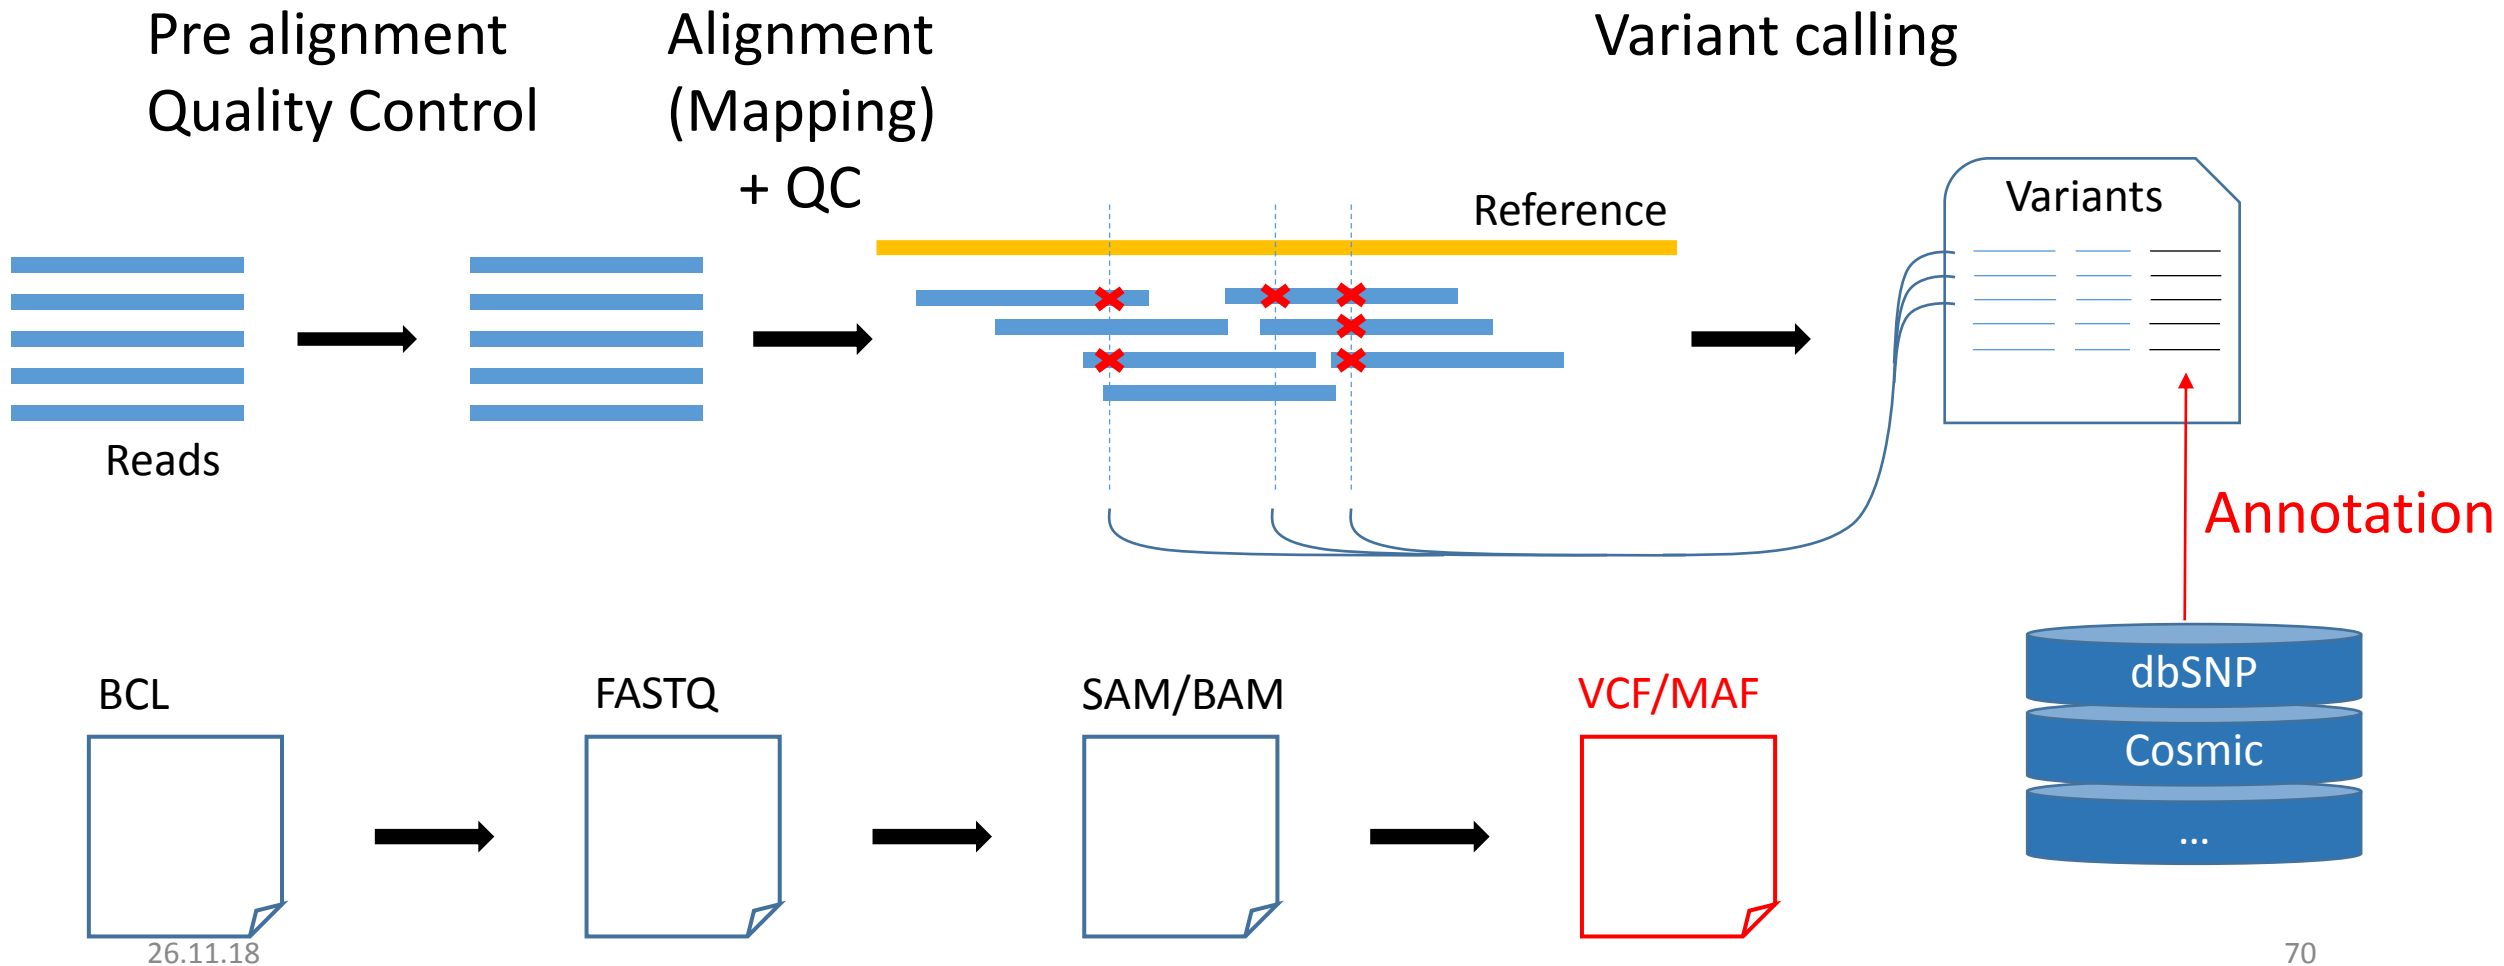 Pre alignment
Quality Control
Alignment
(Mapping)
+ QC
Variant calling
Reference
Variants
Reads
Annotation
BCL
FASTQ
SAM/BAM
VCF/MAF
dbSNP
Cosmic
...
26.11.18
70